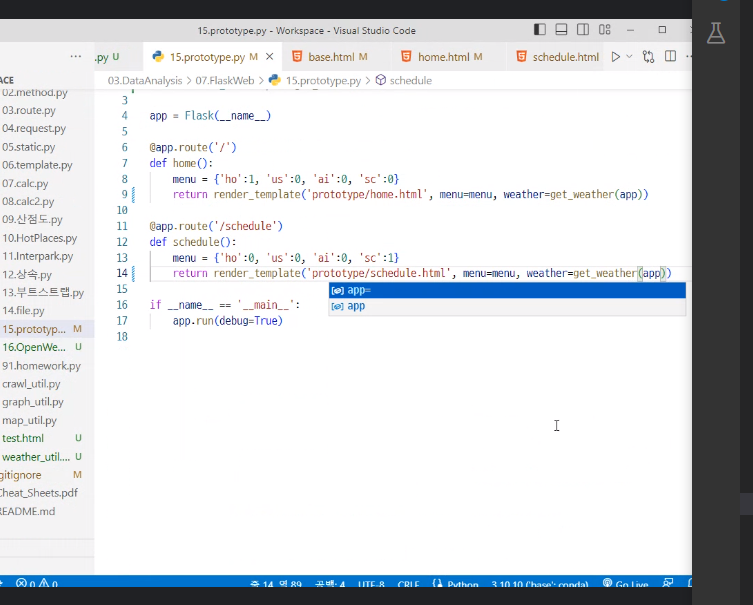 15.prototype.py - Workspace - Visual Studio Code
.py U
15.prototype.py M
base.html M
home.html M
schedule.html
03.DataAnalysis > 07.FlaskWeb > 15.prototype.py > schedule
ACE
02.method.py
03.route.py
04.request.py
05.static.py
06.template.py
07.calc.py
08.calc2.py
09.산점도.py
10.HotPlaces.py
11.Interpark.py
12.상속.py
13.부트스트랩.py
14.file.py
15.prototyp... M
16.OpenWe... U
91.homework.py
crawl_util.py
graph_util.py
map_util.py
test.html U
weather_util.... U
gitignore M
Cheat_Sheets.pdf
README.md
3
4 app = Flask(__name__)
5
6 @app.route('/')
7 def home():
8 menu = {'ho':1, 'us':0, 'ai':0, 'sc':0}
9 return render_template('prototype/home.html', menu=menu, weather=get_weather(app))
10
11 @app.route('/schedule')
12 def schedule():
13 menu = {'ho':0, 'us':0, 'ai':0, 'sc':1}
14 return render_template('prototype/schedule.html', menu=menu, weather=get_weather(app))
app=
app
15
16 if __name__ == '__main__':
17 app.run(debug=True)
18
0 0
줄 14, 열 89 공백: 4 UTF-8 CRLF Python 3.10.10 ('base': conda) Go Live